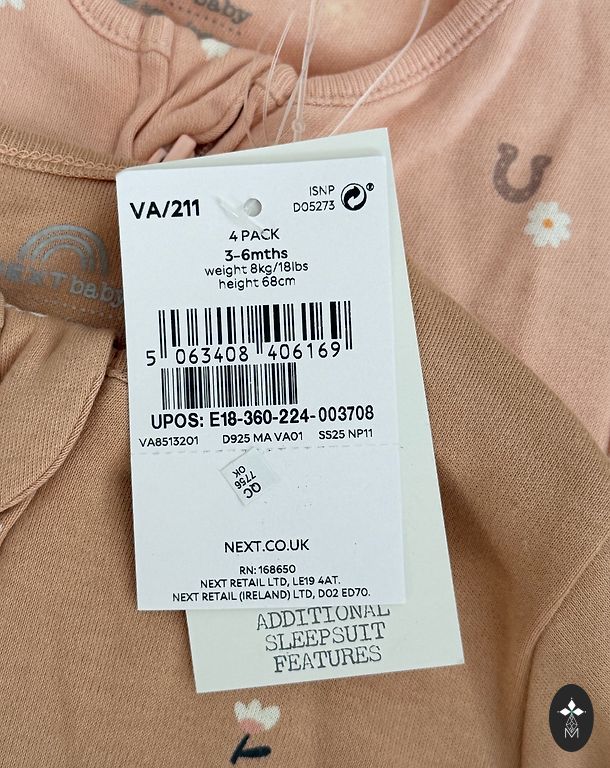 baby
VA/211
ISNP
D05273
4 PACK
3-6mths
weight 8kg/18lbs
height 68cm
NEXT baby
5 063408 406169
UPOS: E18-360-224-003708
VA8513201 D925 MA VA01 SS25 NP11
QC
7756
OK
NEXT.CO.UK
RN: 168650
NEXT RETAIL LTD, LE19 4AT.
NEXT RETAIL (IRELAND) LTD, D02 ED70.
ADDITIONAL
SLEEPSUIT
FEATURES
M